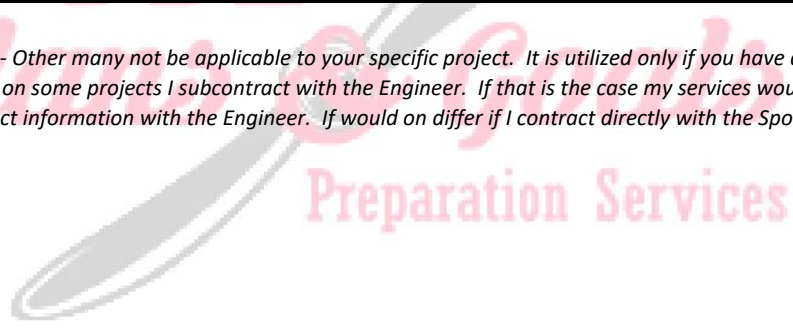 - Other many not be applicable to your specific project. It is utilized only if you have
on some projects I subcontract with the Engineer. If that is the case my services wou
ct information with the Engineer. If would on differ if I contract directly with the Spo
& Goals
Preparation Services